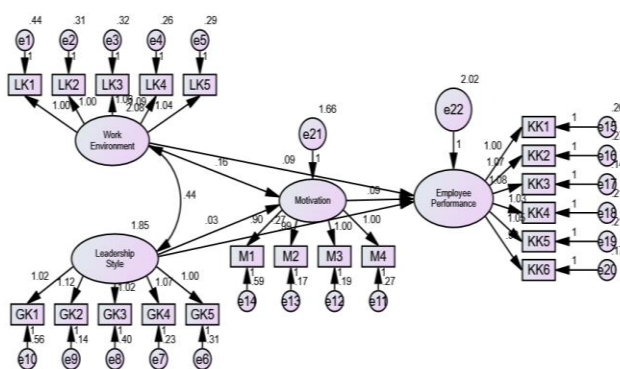 .44 .31 .32 .26 .29
e1 e2 e3 e4 e5
1 1 1 1 1
LK1 LK2 LK3 LK4 LK5
1.00 1.00 1.04
2.08
Work
Environment
.44
1.85
Leadership
Style
1.02 1.12 1.02 1.07 1.00
GK1 GK2 GK3 GK4 GK5
1 1 1 1 1
.56 .14 .40 .23 .31
e10 e9 e8 e7 e6
1.66
e21
1
.16 .09
.03 .27 .09
Motivation
.90 .99 1.00 1.00
M1 M2 M3 M4
1 1 1 1
.59 .17 .19 .27
e14 e13 e12 e11
2.02
e22
1
Employee
Performance
1.00 KK1 1 e15
1.07 KK2 1 e16
1.08 KK3 1 e17
1.03 KK4 1 e18
KK5 1 e19
KK6 1 e20